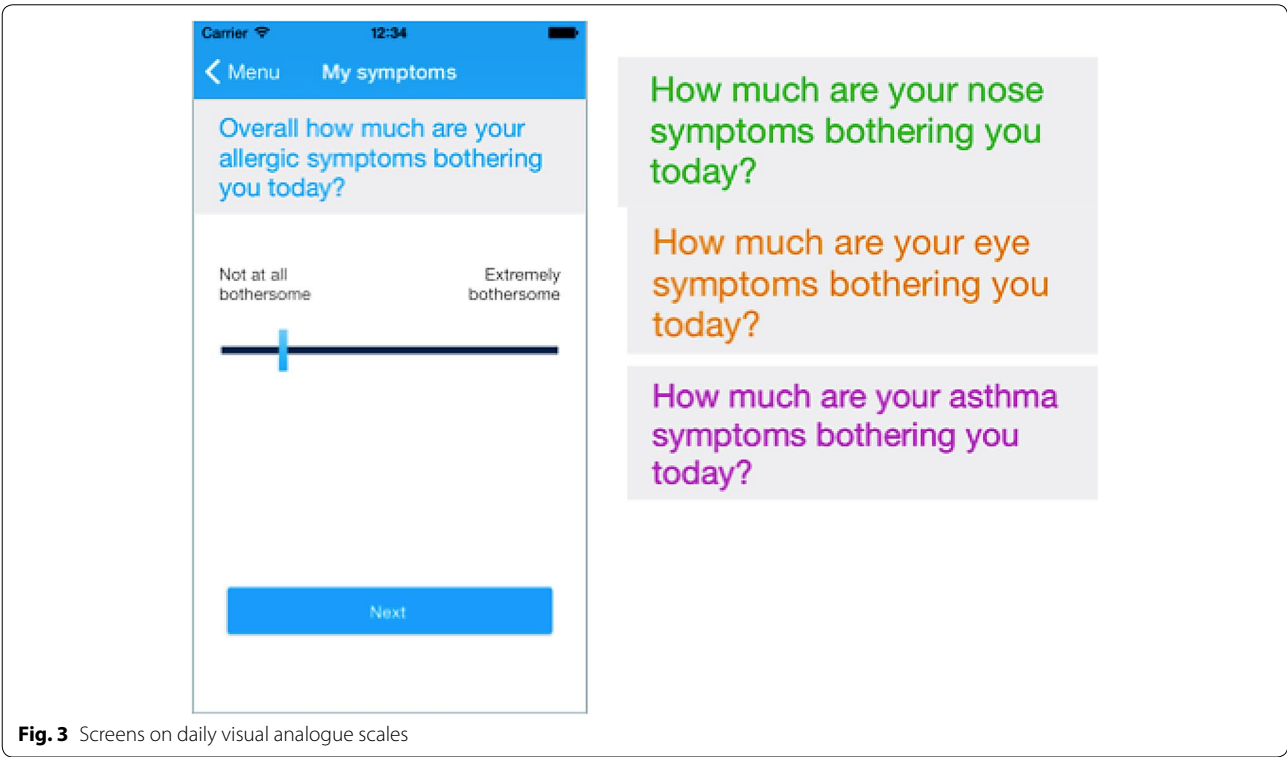 Carrier 12:34
Menu My symptoms
Overall how much are your
allergic symptoms bothering
you today?
Not at all
bothersome
Extremely
bothersome
Next
How much are your nose
symptoms bothering you
today?
How much are your eye
symptoms bothering you
today?
How much are your asthma
symptoms bothering you
today?
Fig. 3 Screens on daily visual analogue scales